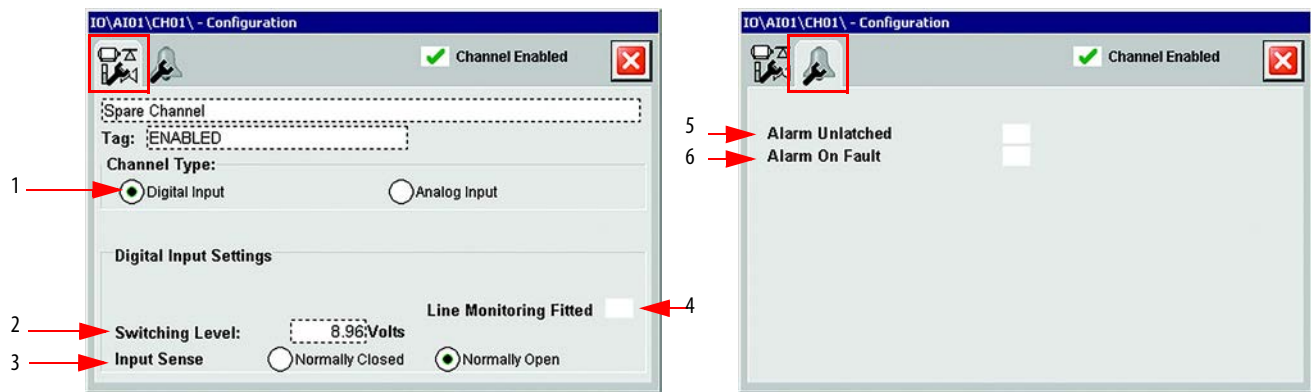 IO\AI01\CH01\ - Configuration
Channel Enabled
Spare Channel
Tag: ENABLED
Channel Type:
1
Digital Input
Analog Input
Digital Input Settings
Line Monitoring Fitted
4
2
Switching Level: 8.96 Volts
3
Input Sense
Normally Closed
Normally Open
IO\AI01\CH01\ - Configuration
Channel Enabled
5
Alarm Unlatched
6
Alarm On Fault